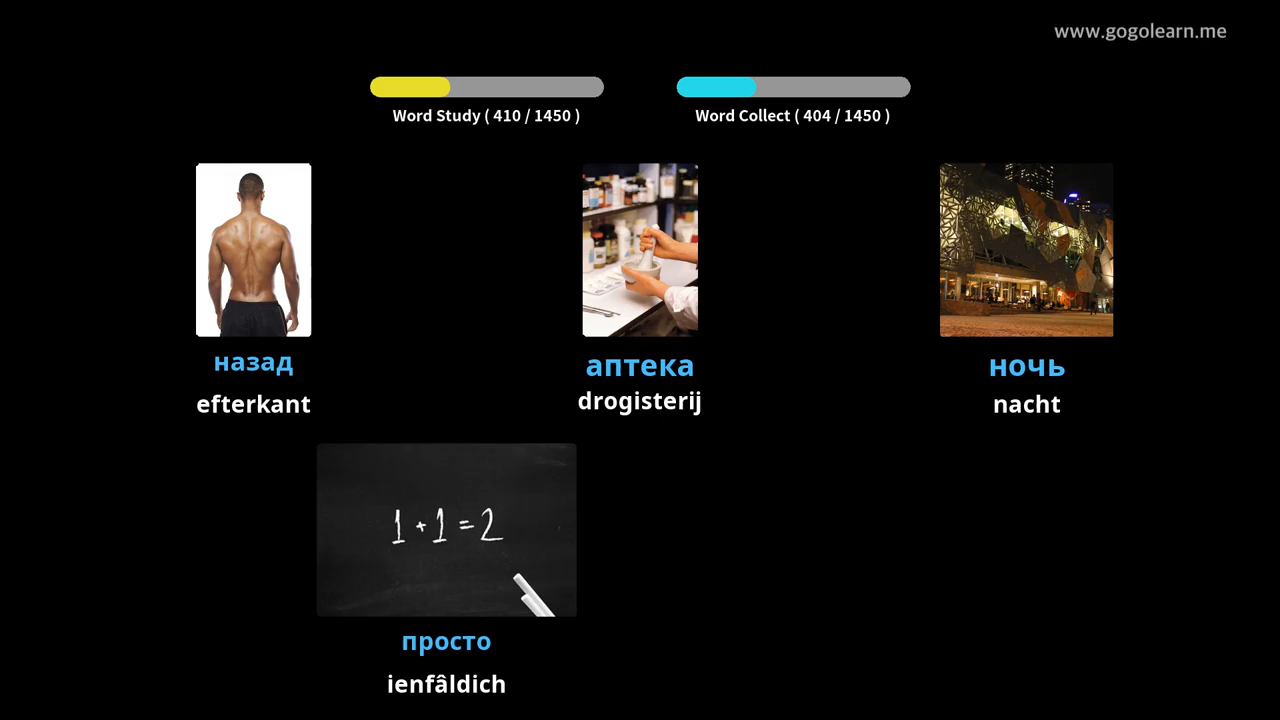 www.gogolearn.me
Word Study ( 410 / 1450 )
Word Collect ( 404 / 1450 )
назад
efterkant
аптека
drogisterij
ночь
nacht
1 + 1 = 2
просто
ienfâldich